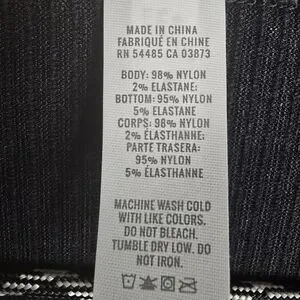 MADE IN CHINA
FABRIQUÉ EN CHINE
RN 54485 CA 03873
BODY: 98% NYLON
2% ELASTANE:
BOTTOM: 95% NYLON
5% ELASTANE
CORPS: 98% NYLON
2% ÉLASTHANNE:
PARTE TRASERA:
95% NYLON
5% ÉLASTHANNE
MACHINE WASH COLD
WITH LIKE COLORS.
DO NOT BLEACH.
TUMBLE DRY LOW. DO
NOT IRON.